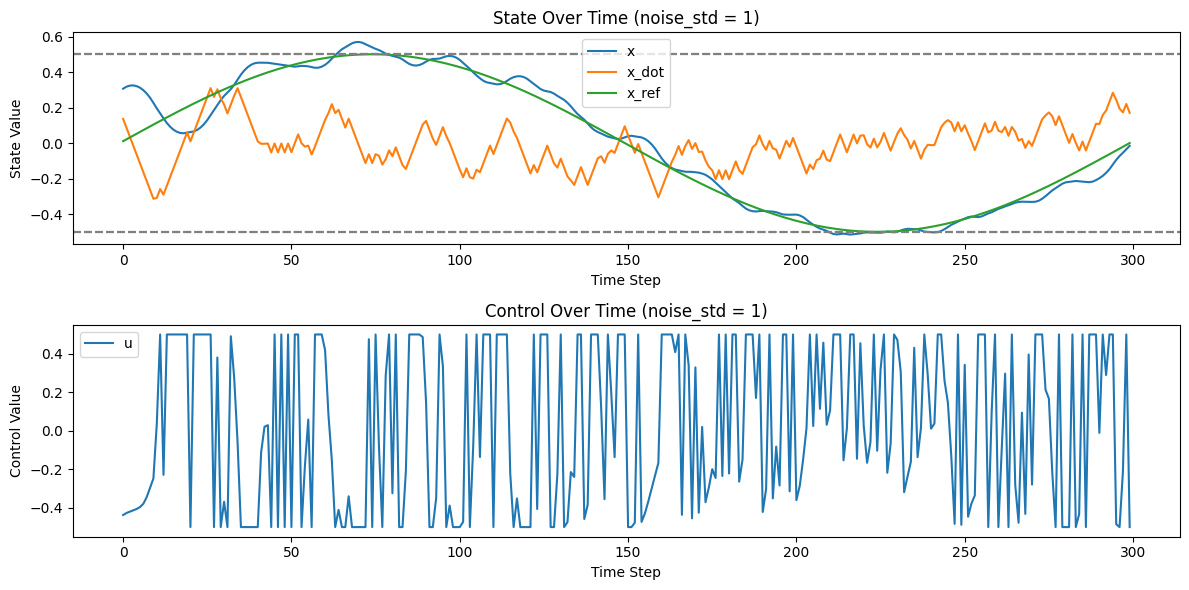 State Over Time (noise_std = 1)
State Value
0.6
0.4
0.2
0.0
−0.2
−0.4
x
x_dot
x_ref
0 50 100 150 200 250 300
Time Step
Control Over Time (noise_std = 1)
Control Value
0.4
0.2
0.0
−0.2
−0.4
u
0 50 100 150 200 250 300
Time Step